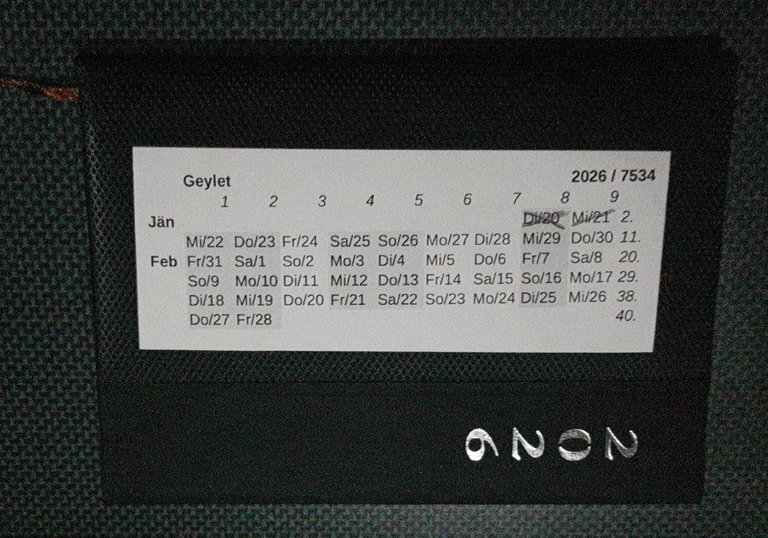 Geylet 2026 / 7534
1 2 3 4 5 6 7 8 9
Jän Di/20 Mi/21 2.
Mi/22 Do/23 Fr/24 Sa/25 So/26 Mo/27 Di/28 Mi/29 Do/30 11.
Feb Fr/31 Sa/1 So/2 Mo/3 Di/4 Mi/5 Do/6 Fr/7 Sa/8 20.
So/9 Mo/10 Di/11 Mi/12 Do/13 Fr/14 Sa/15 So/16 Mo/17 29.
Di/18 Mi/19 Do/20 Fr/21 Sa/22 So/23 Mo/24 Di/25 Mi/26 38.
Do/27 Fr/28 40.
2026